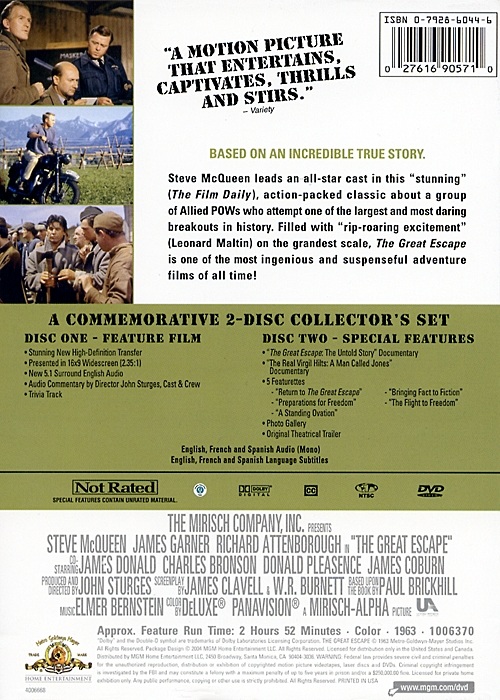 ISBN 0-7928-6044-6
0 27616 90571 0
"A MOTION PICTURE
THAT ENTERTAINS,
CAPTIVATES, THRILLS
AND STIRS."
– Variety
BASED ON AN INCREDIBLE TRUE STORY.
Steve McQueen leads an all-star cast in this "stunning"
(The Film Daily), action-packed classic about a group
of Allied POWs who attempt one of the largest and most daring
breakouts in history. Filled with "rip-roaring excitement"
(Leonard Maltin) on the grandest scale, The Great Escape
is one of the most ingenious and suspenseful adventure
films of all time!
A COMMEMORATIVE 2-DISC COLLECTOR'S SET
DISC ONE - FEATURE FILM
• Stunning New High-Definition Transfer
• Presented in 16x9 Widescreen (2.35:1)
• New 5.1 Surround English Audio
• Audio Commentary by Director John Sturges, Cast & Crew
• Trivia Track
DISC TWO - SPECIAL FEATURES
• "The Great Escape: The Untold Story" Documentary
• "The Real Virgil Hilts: A Man Called Jones"
Documentary
• 5 Featurettes
- "Return to The Great Escape" - "Bringing Fact to Fiction"
- "Preparations for Freedom" - "The Flight to Freedom"
- "A Standing Ovation"
• Photo Gallery
• Original Theatrical Trailer
English, French and Spanish Audio (Mono)
English, French and Spanish Language Subtitles
Not Rated
SPECIAL FEATURES CONTAIN UNRATED MATERIAL.
DOLBY
DIGITAL
CC
NTSC
DVD
VIDEO
THE MIRISCH COMPANY, INC. PRESENTS
STEVE McQUEEN JAMES GARNER RICHARD ATTENBOROUGH IN "THE GREAT ESCAPE"
CO-STARRING JAMES DONALD CHARLES BRONSON DONALD PLEASENCE JAMES COBURN
PRODUCED AND DIRECTED BY JOHN STURGES SCREENPLAY BY JAMES CLAVELL & W.R. BURNETT BASED UPON THE BOOK BY PAUL BRICKHILL
MUSIC ELMER BERNSTEIN COLOR BY DeLUXE® PANAVISION® A MIRISCH-ALPHA PICTURE UA
Approx. Feature Run Time: 2 Hours 52 Minutes · Color · 1963 · 1006370
Metro Goldwyn Mayer
TRADE MARK
HOME ENTERTAINMENT
4006668
"Dolby" and the Double-D symbol are trademarks of Dolby Laboratories Licensing Corporation. THE GREAT ESCAPE © 1963 Metro-Goldwyn-Mayer Studios Inc.
All Rights Reserved. Package Design © 2004 MGM Home Entertainment LLC. All Rights Reserved. Licensed for distribution only in the United States and Canada.
Distributed by MGM Home Entertainment LLC, 2450 Broadway, Santa Monica, CA 90404-3036. WARNING: Federal law provides severe civil and criminal penalties
for the unauthorized reproduction, distribution or exhibition of copyrighted motion picture videotapes, laser discs and DVDs. Criminal copyright infringement
is investigated by the FBI and may constitute a felony with a maximum penalty of up to five years in prison and/or a $250,000.00 fine. Licensed for private home
exhibition only. Any public performance, copying or other use is strictly prohibited. All Rights Reserved. PRINTED IN USA
www.mgm.com/dvd